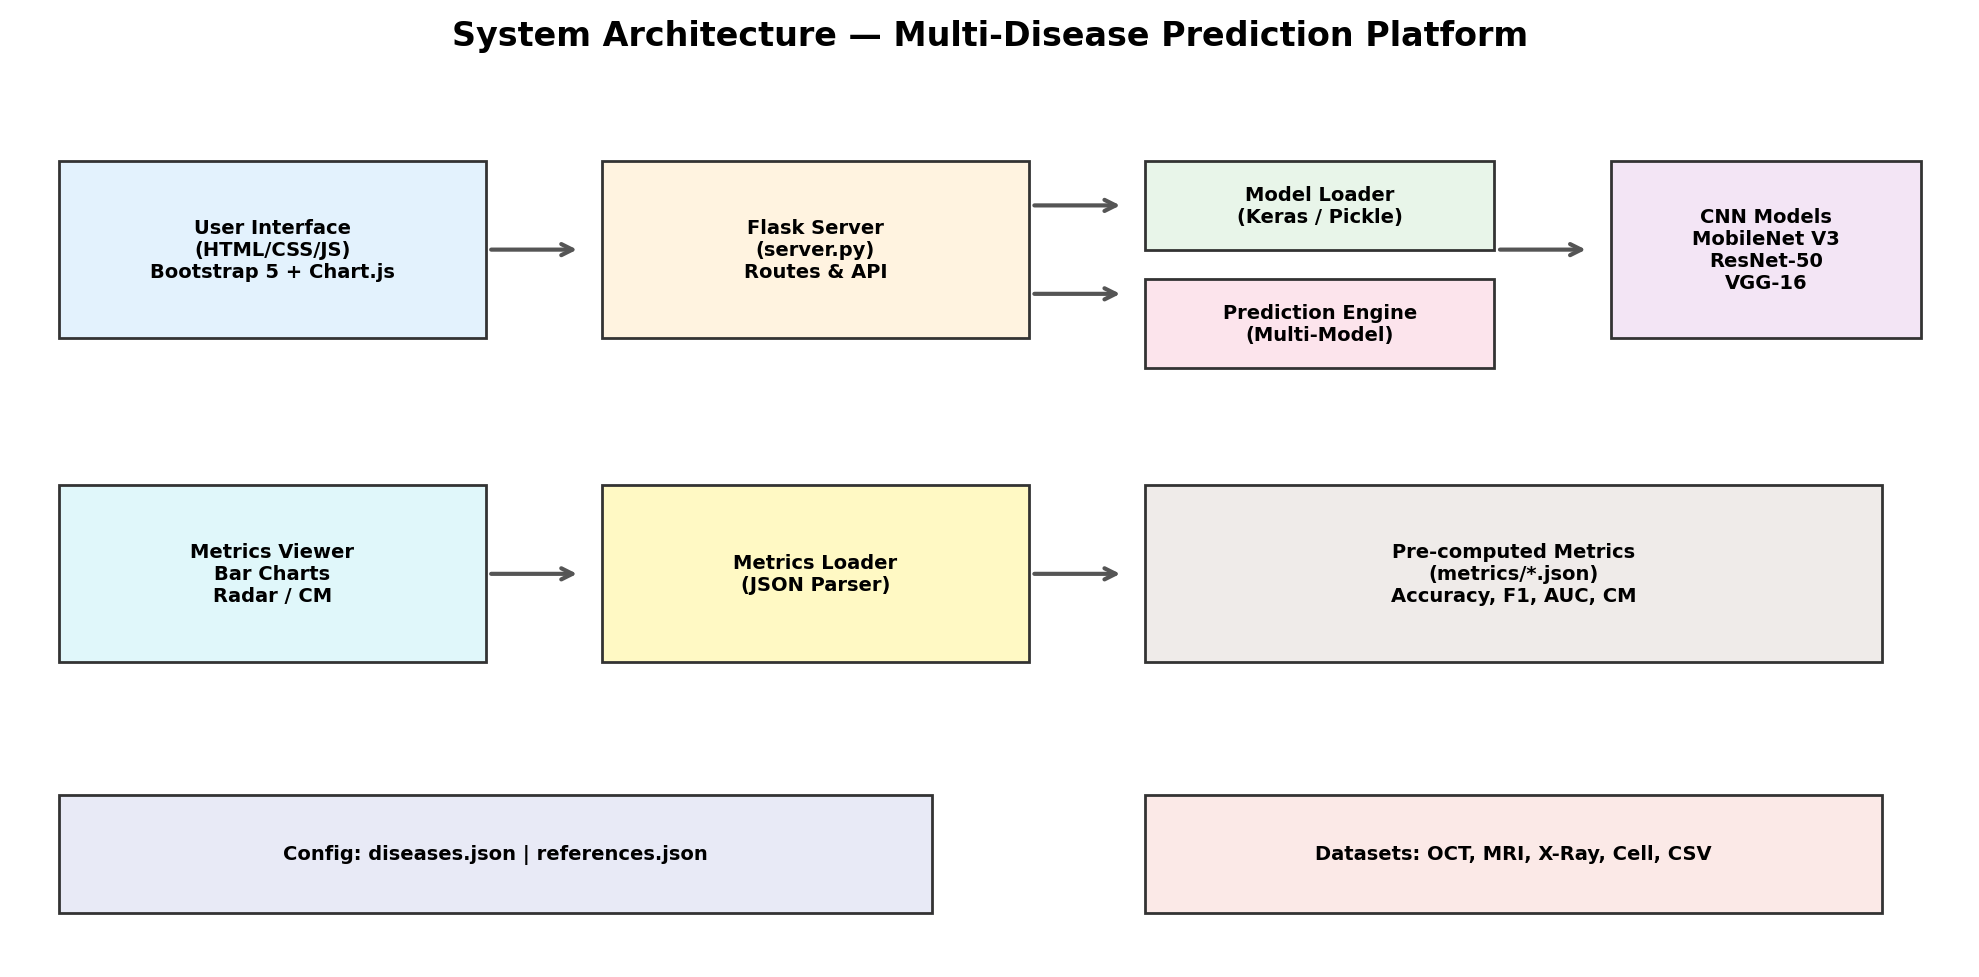 System Architecture — Multi-Disease Prediction Platform
User Interface
(HTML/CSS/JS)
Bootstrap 5 + Chart.js
Flask Server
(server.py)
Routes & API
Model Loader
(Keras / Pickle)
Prediction Engine
(Multi-Model)
CNN Models
MobileNet V3
ResNet-50
VGG-16
Metrics Viewer
Bar Charts
Radar / CM
Metrics Loader
(JSON Parser)
Pre-computed Metrics
(metrics/*.json)
Accuracy, F1, AUC, CM
Config: diseases.json | references.json
Datasets: OCT, MRI, X-Ray, Cell, CSV